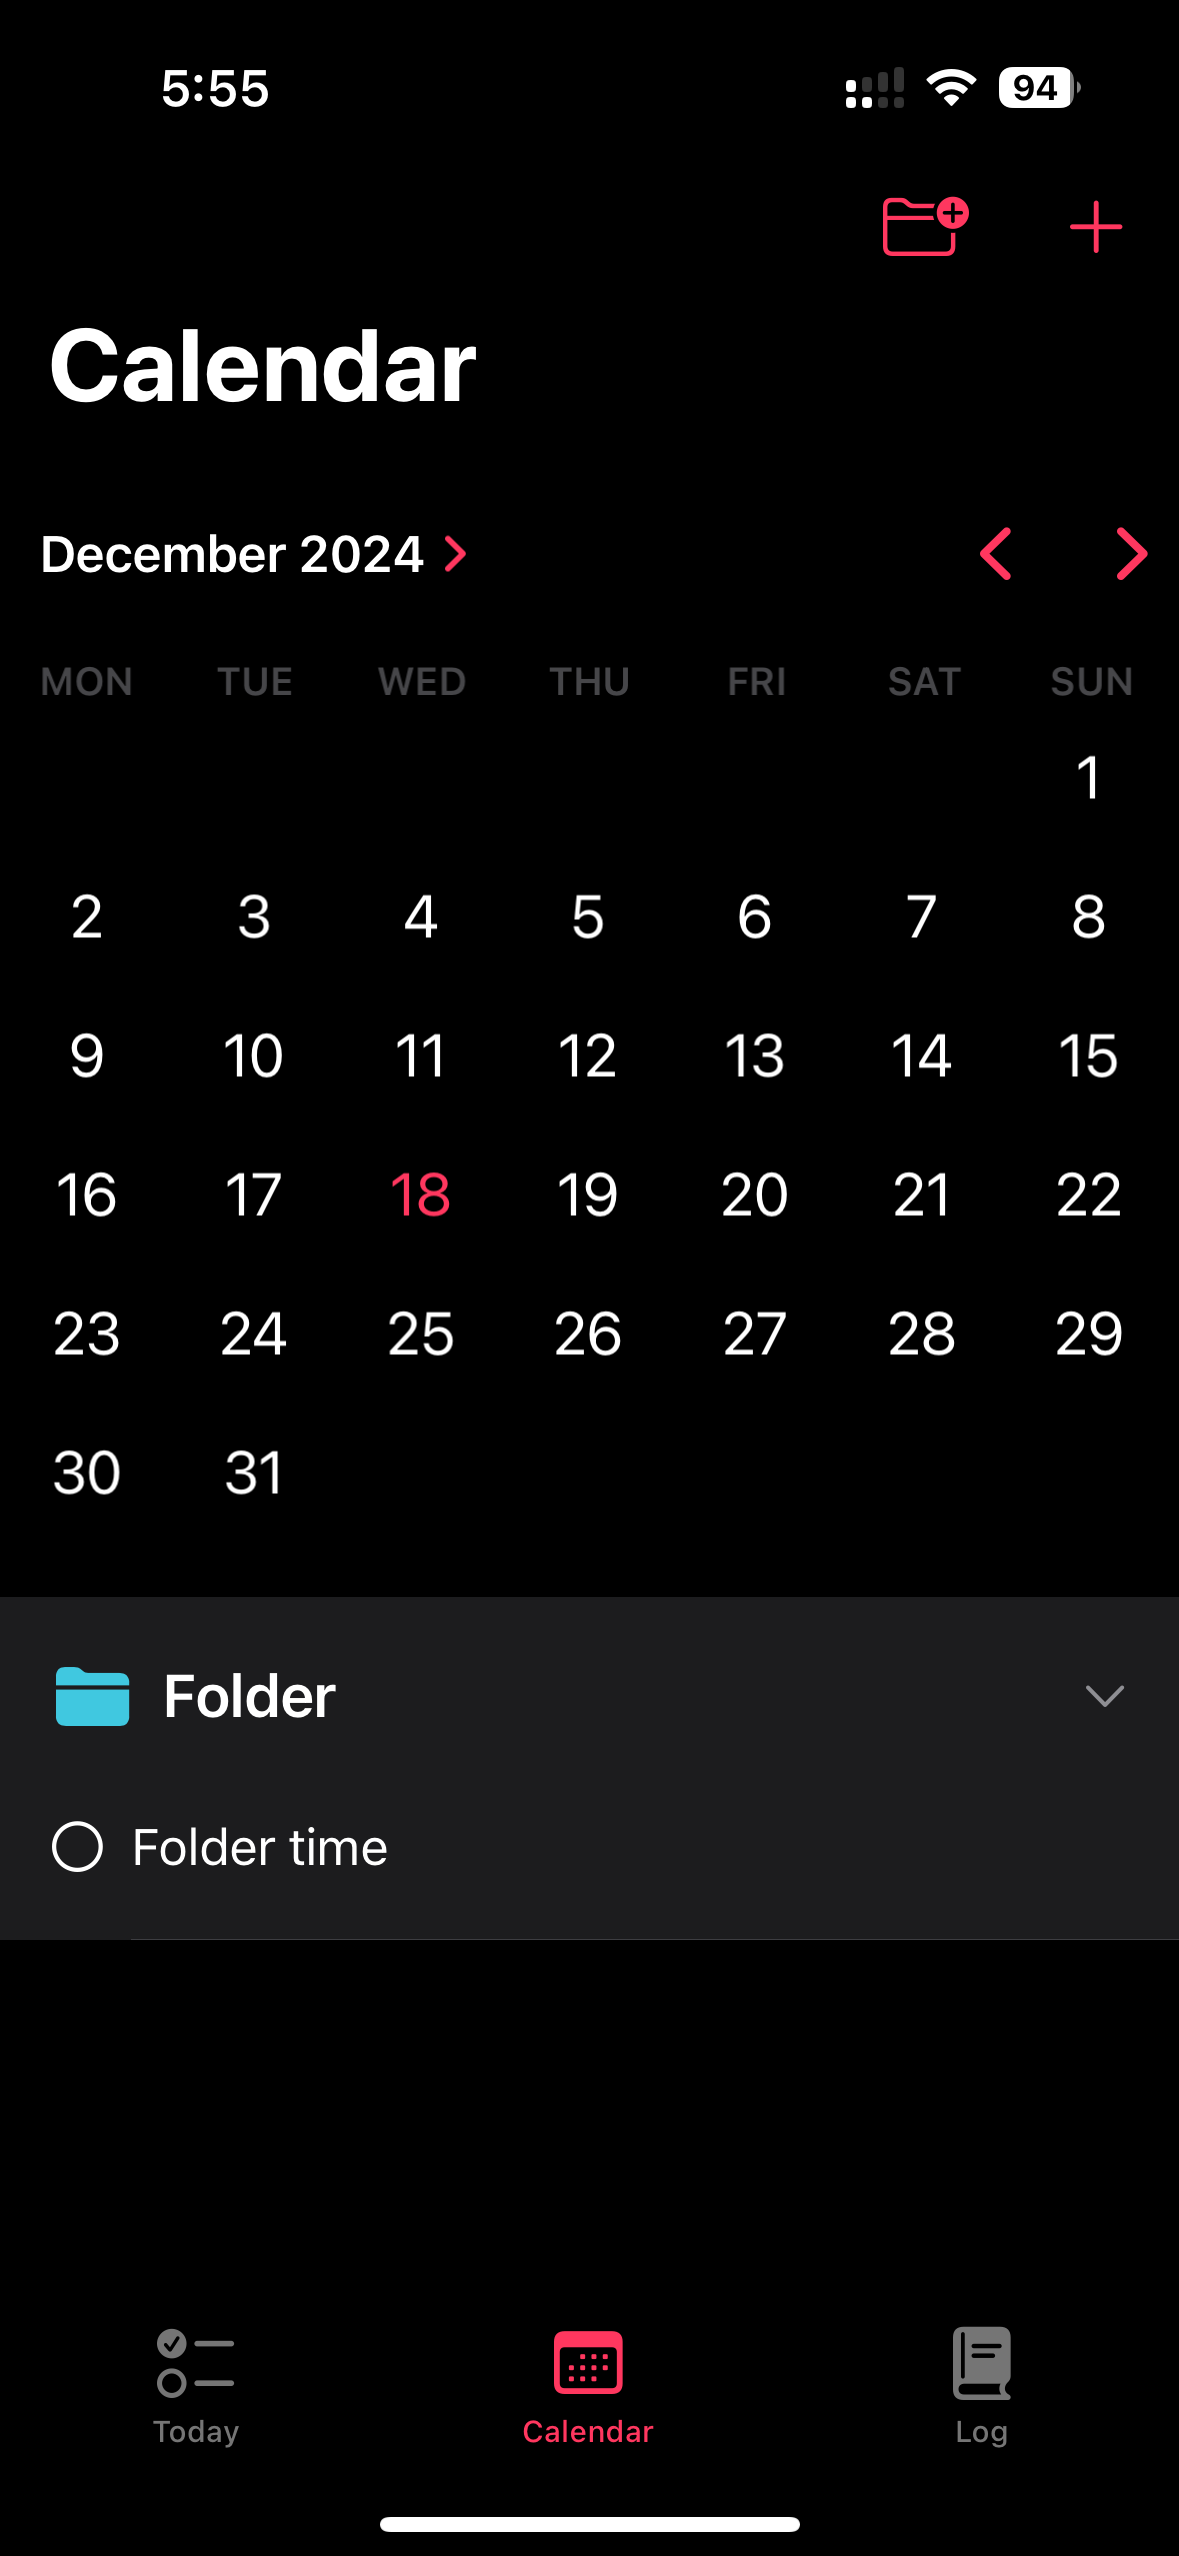 5:55
94
Calendar
December 2024
MON TUE WED THU FRI SAT SUN
1
2 3 4 5 6 7 8
9 10 11 12 13 14 15
16 17 18 19 20 21 22
23 24 25 26 27 28 29
30 31
Folder
Folder time
Today Calendar Log